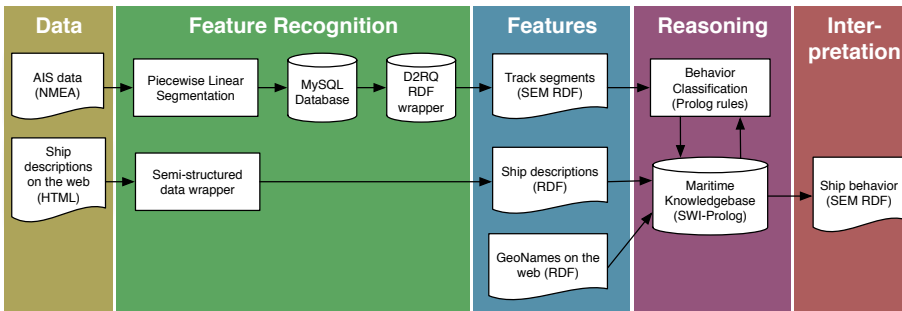 Data
Feature Recognition
Features
Reasoning
Inter-
pretation
AIS data
(NMEA)
Piecewise Linear
Segmentation
MySQL
Database
D2RQ
RDF
wrapper
Track segments
(SEM RDF)
Behavior
Classification
(Prolog rules)
Ship
descriptions
on the web
(HTML)
Semi-structured
data wrapper
Ship descriptions
(RDF)
Maritime
Knowledgebase
(SWI-Prolog)
Ship behavior
(SEM RDF)
GeoNames on the
web (RDF)